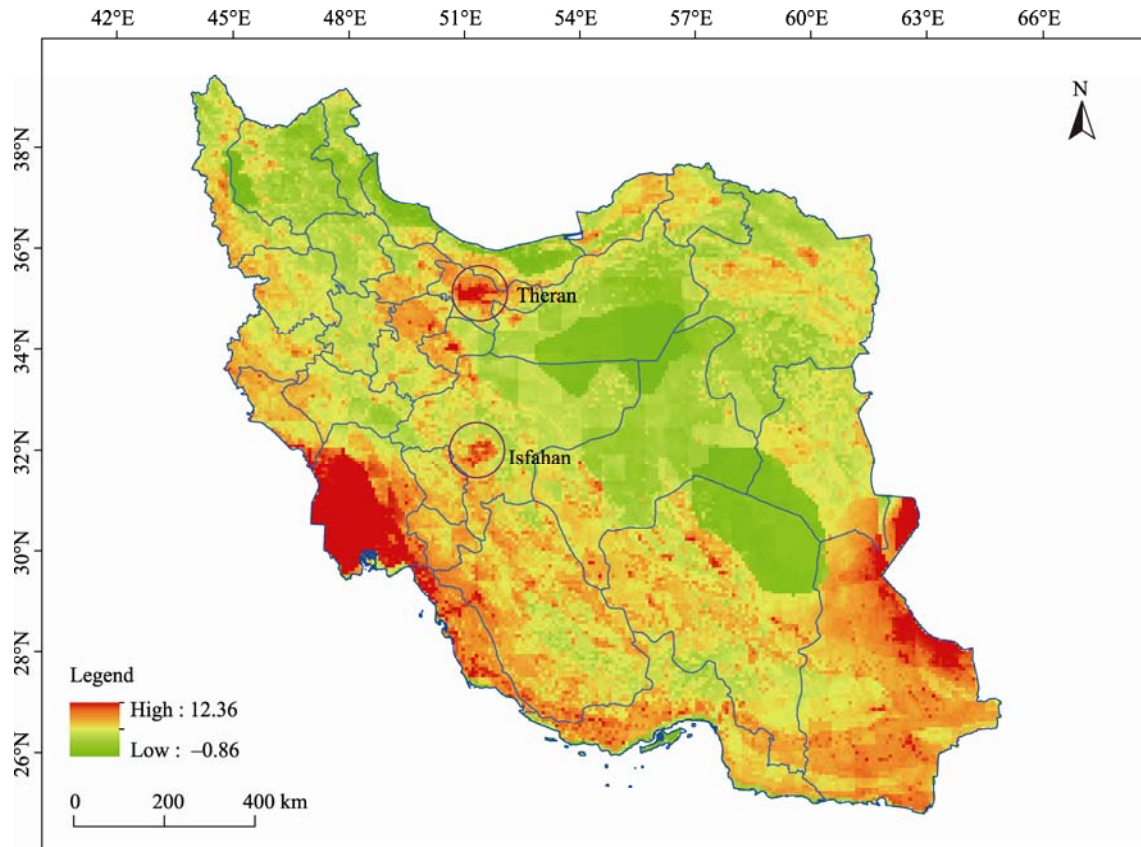 42°E 45°E 48°E 51°E 54°E 57°E 60°E 63°E 66°E
N
38°N
36°N
Theran
34°N
32°N
Isfahan
30°N
28°N
Legend
High : 12.36
Low : –0.86
26°N
0 200 400 km